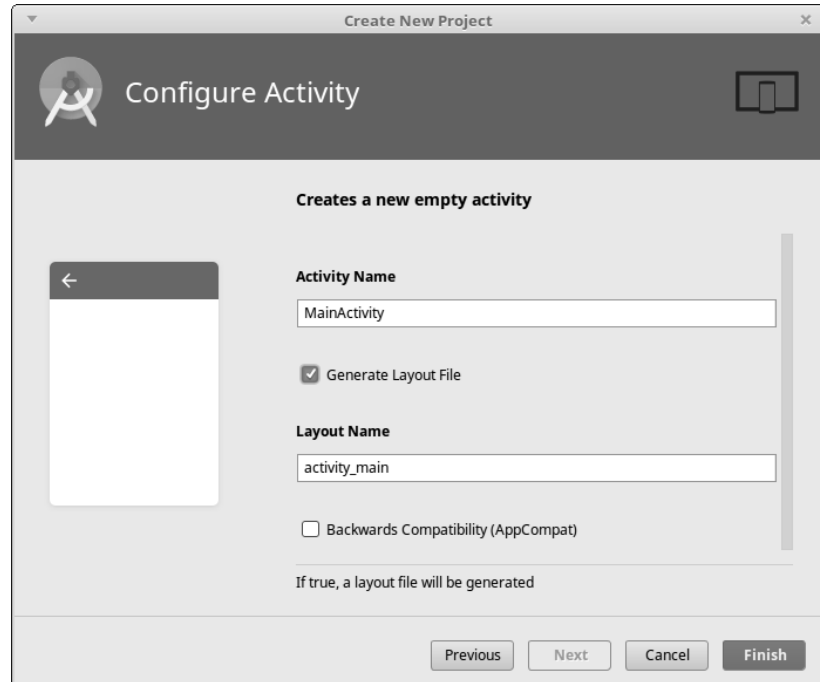 Create New Project
Configure Activity
Creates a new empty activity
Activity Name
MainActivity
Generate Layout File
Layout Name
activity_main
Backwards Compatibility (AppCompat)
If true, a layout file will be generated
Previous
Next
Cancel
Finish